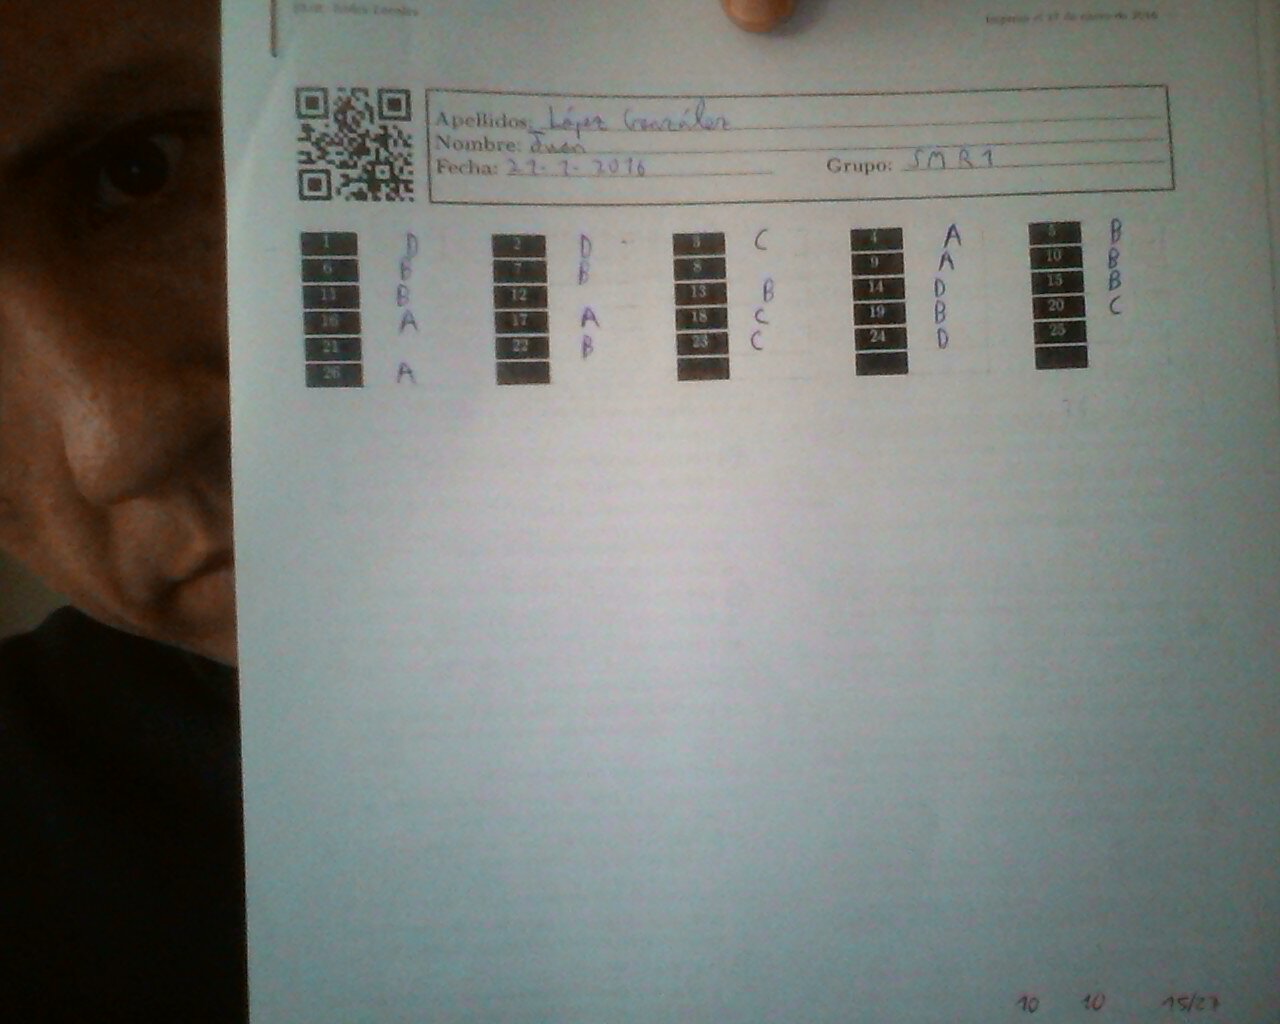 Redes Locales
Impreso el 17 de enero de 2016
Apellidos: López González
Nombre: Juan
Fecha: 21-1-2016 Grupo: SMR1
1 D 2 D 3 C 4 A 5 B
6 B 7 B 8 9 A 10 B
11 B 12 13 B 14 D 15 B
16 A 17 A 18 C 19 B 20 C
21 22 B 23 C 24 D 25
26 A
10 10 15/27